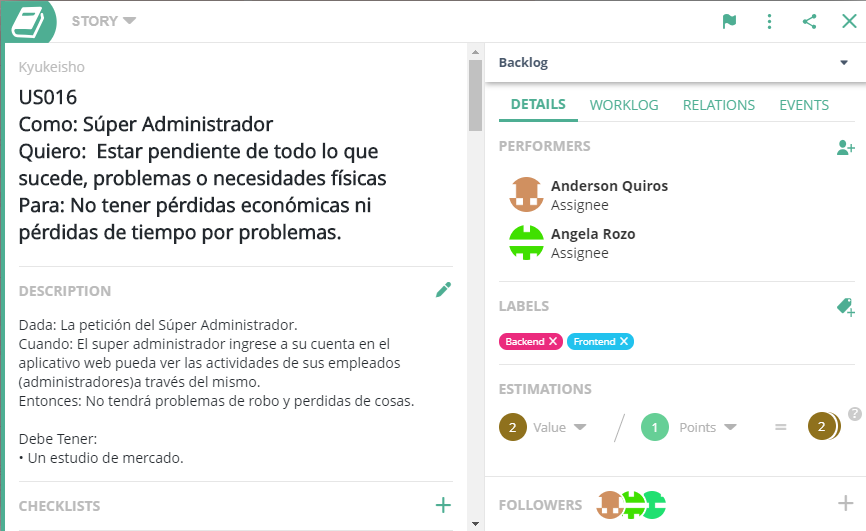 STORY
Kyukeisho
US016
Como: Súper Administrador
Quiero:  Estar pendiente de todo lo que
sucede, problemas o necesidades físicas
Para: No tener pérdidas económicas ni
pérdidas de tiempo por problemas.
DESCRIPTION
Dada: La petición del Súper Administrador.
Cuando: El super administrador ingrese a su cuenta en el
aplicativo web pueda ver las actividades de sus empleados
(administradores)a través del mismo.
Entonces: No tendrá problemas de robo y perdidas de cosas.
Debe Tener:
• Un estudio de mercado.
CHECKLISTS
Backlog
DETAILS WORKLOG RELATIONS EVENTS
PERFORMERS
Anderson Quiros
Assignee
Angela Rozo
Assignee
LABELS
Backend Frontend
ESTIMATIONS
2 Value / 1 Points = 2 ?
FOLLOWERS